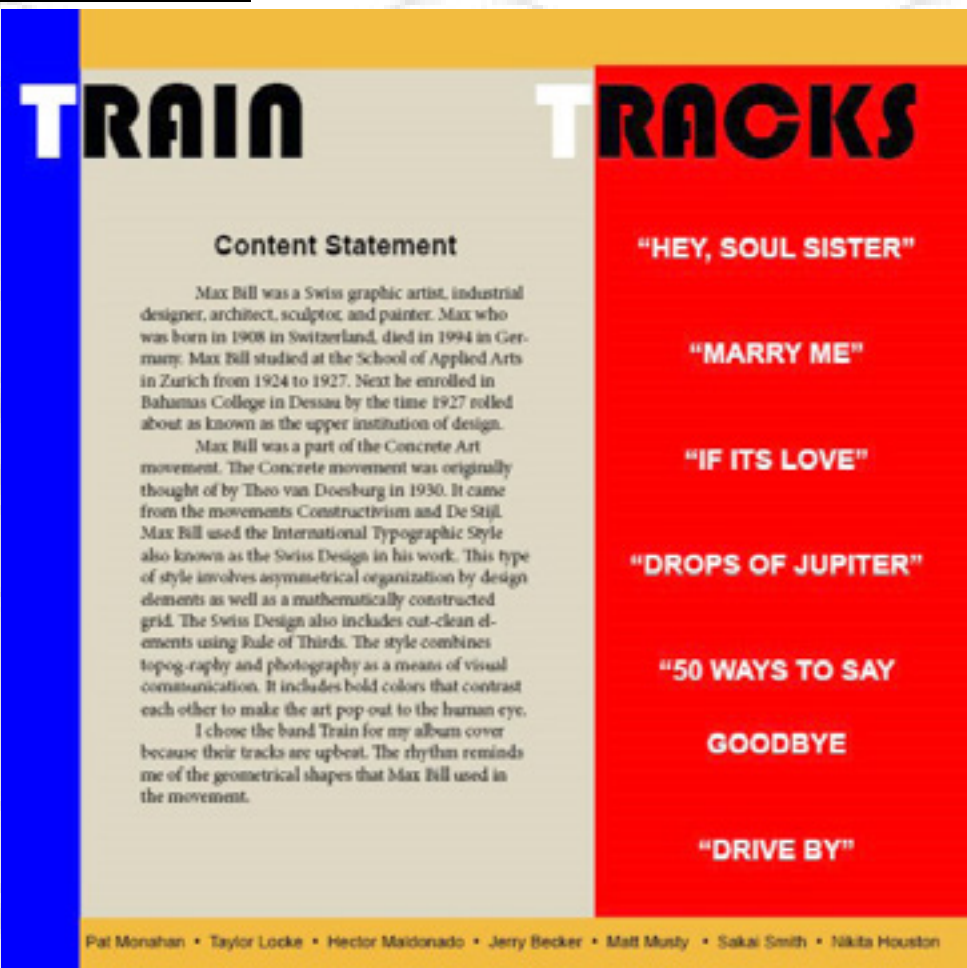 TRAIN TRACKS
Content Statement
Max Bill was a Swiss graphic artist, industrial
designer, architect, sculptor, and painter. Max who
was born in 1908 in Switzerland, died in 1994 in Ger-
many. Max Bill studied at the School of Applied Arts
in Zurich from 1924 to 1927. Next he enrolled in
Bahamas College in Dessau by the time 1927 rolled
about as known as the upper institution of design.
Max Bill was a part of the Concrete Art
movement. The Concrete movement was originally
thought of by Theo van Doesburg in 1930. It came
from the movements Constructivism and De Stijl.
Max Bill used the International Typographic Style
also known as the Swiss Design in his work. This type
of style involves asymmetrical organization by design
elements as well as a mathematically constructed
grid. The Swiss Design also includes cut-clean el-
ements using Rule of Thirds. The style combines
topog-raphy and photography as a means of visual
communication. It includes bold colors that contrast
each other to make the art pop out to the human eye.
I chose the band Train for my album cover
because their tracks are upbeat. The rhythm reminds
me of the geometrical shapes that Max Bill used in
the movement.
“HEY, SOUL SISTER”
“MARRY ME”
“IF ITS LOVE”
“DROPS OF JUPITER”
“50 WAYS TO SAY
GOODBYE
“DRIVE BY”
Pat Monahan • Taylor Locke • Hector Maldonado • Jerry Becker • Matt Musty • Sakai Smith • Nikita Houston